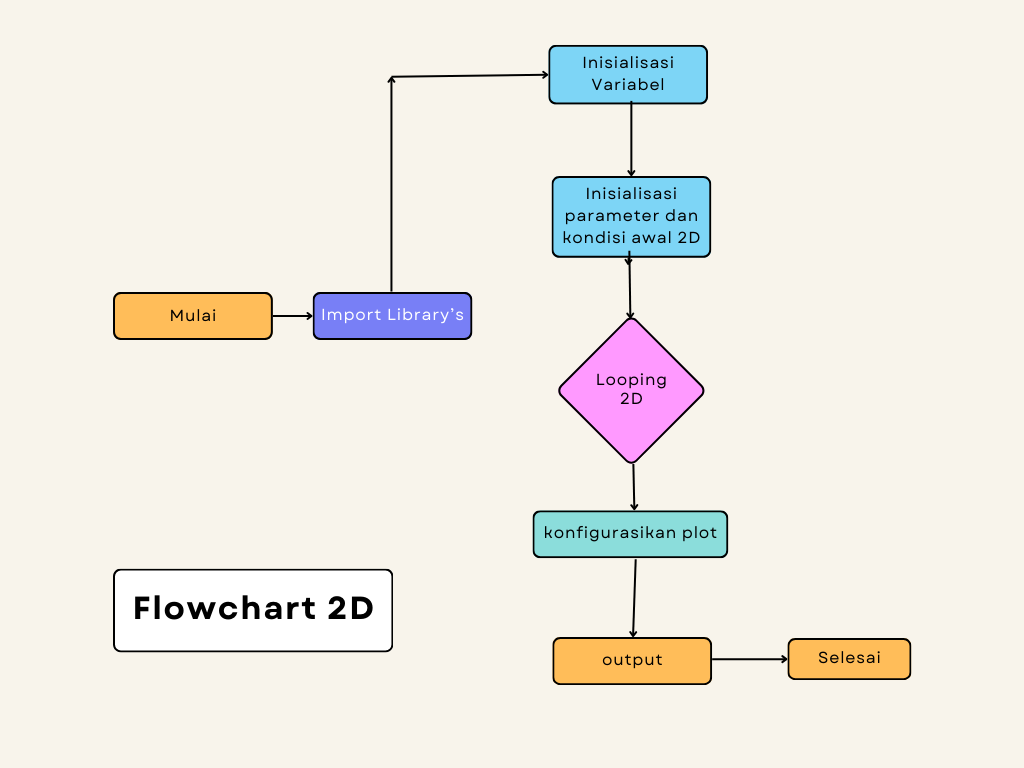 Mulai
Import Library's
Inisialisasi
Variabel
Inisialisasi
parameter dan
kondisi awal 2D
Looping
2D
konfigurasikan plot
output
Selesai
Flowchart 2D